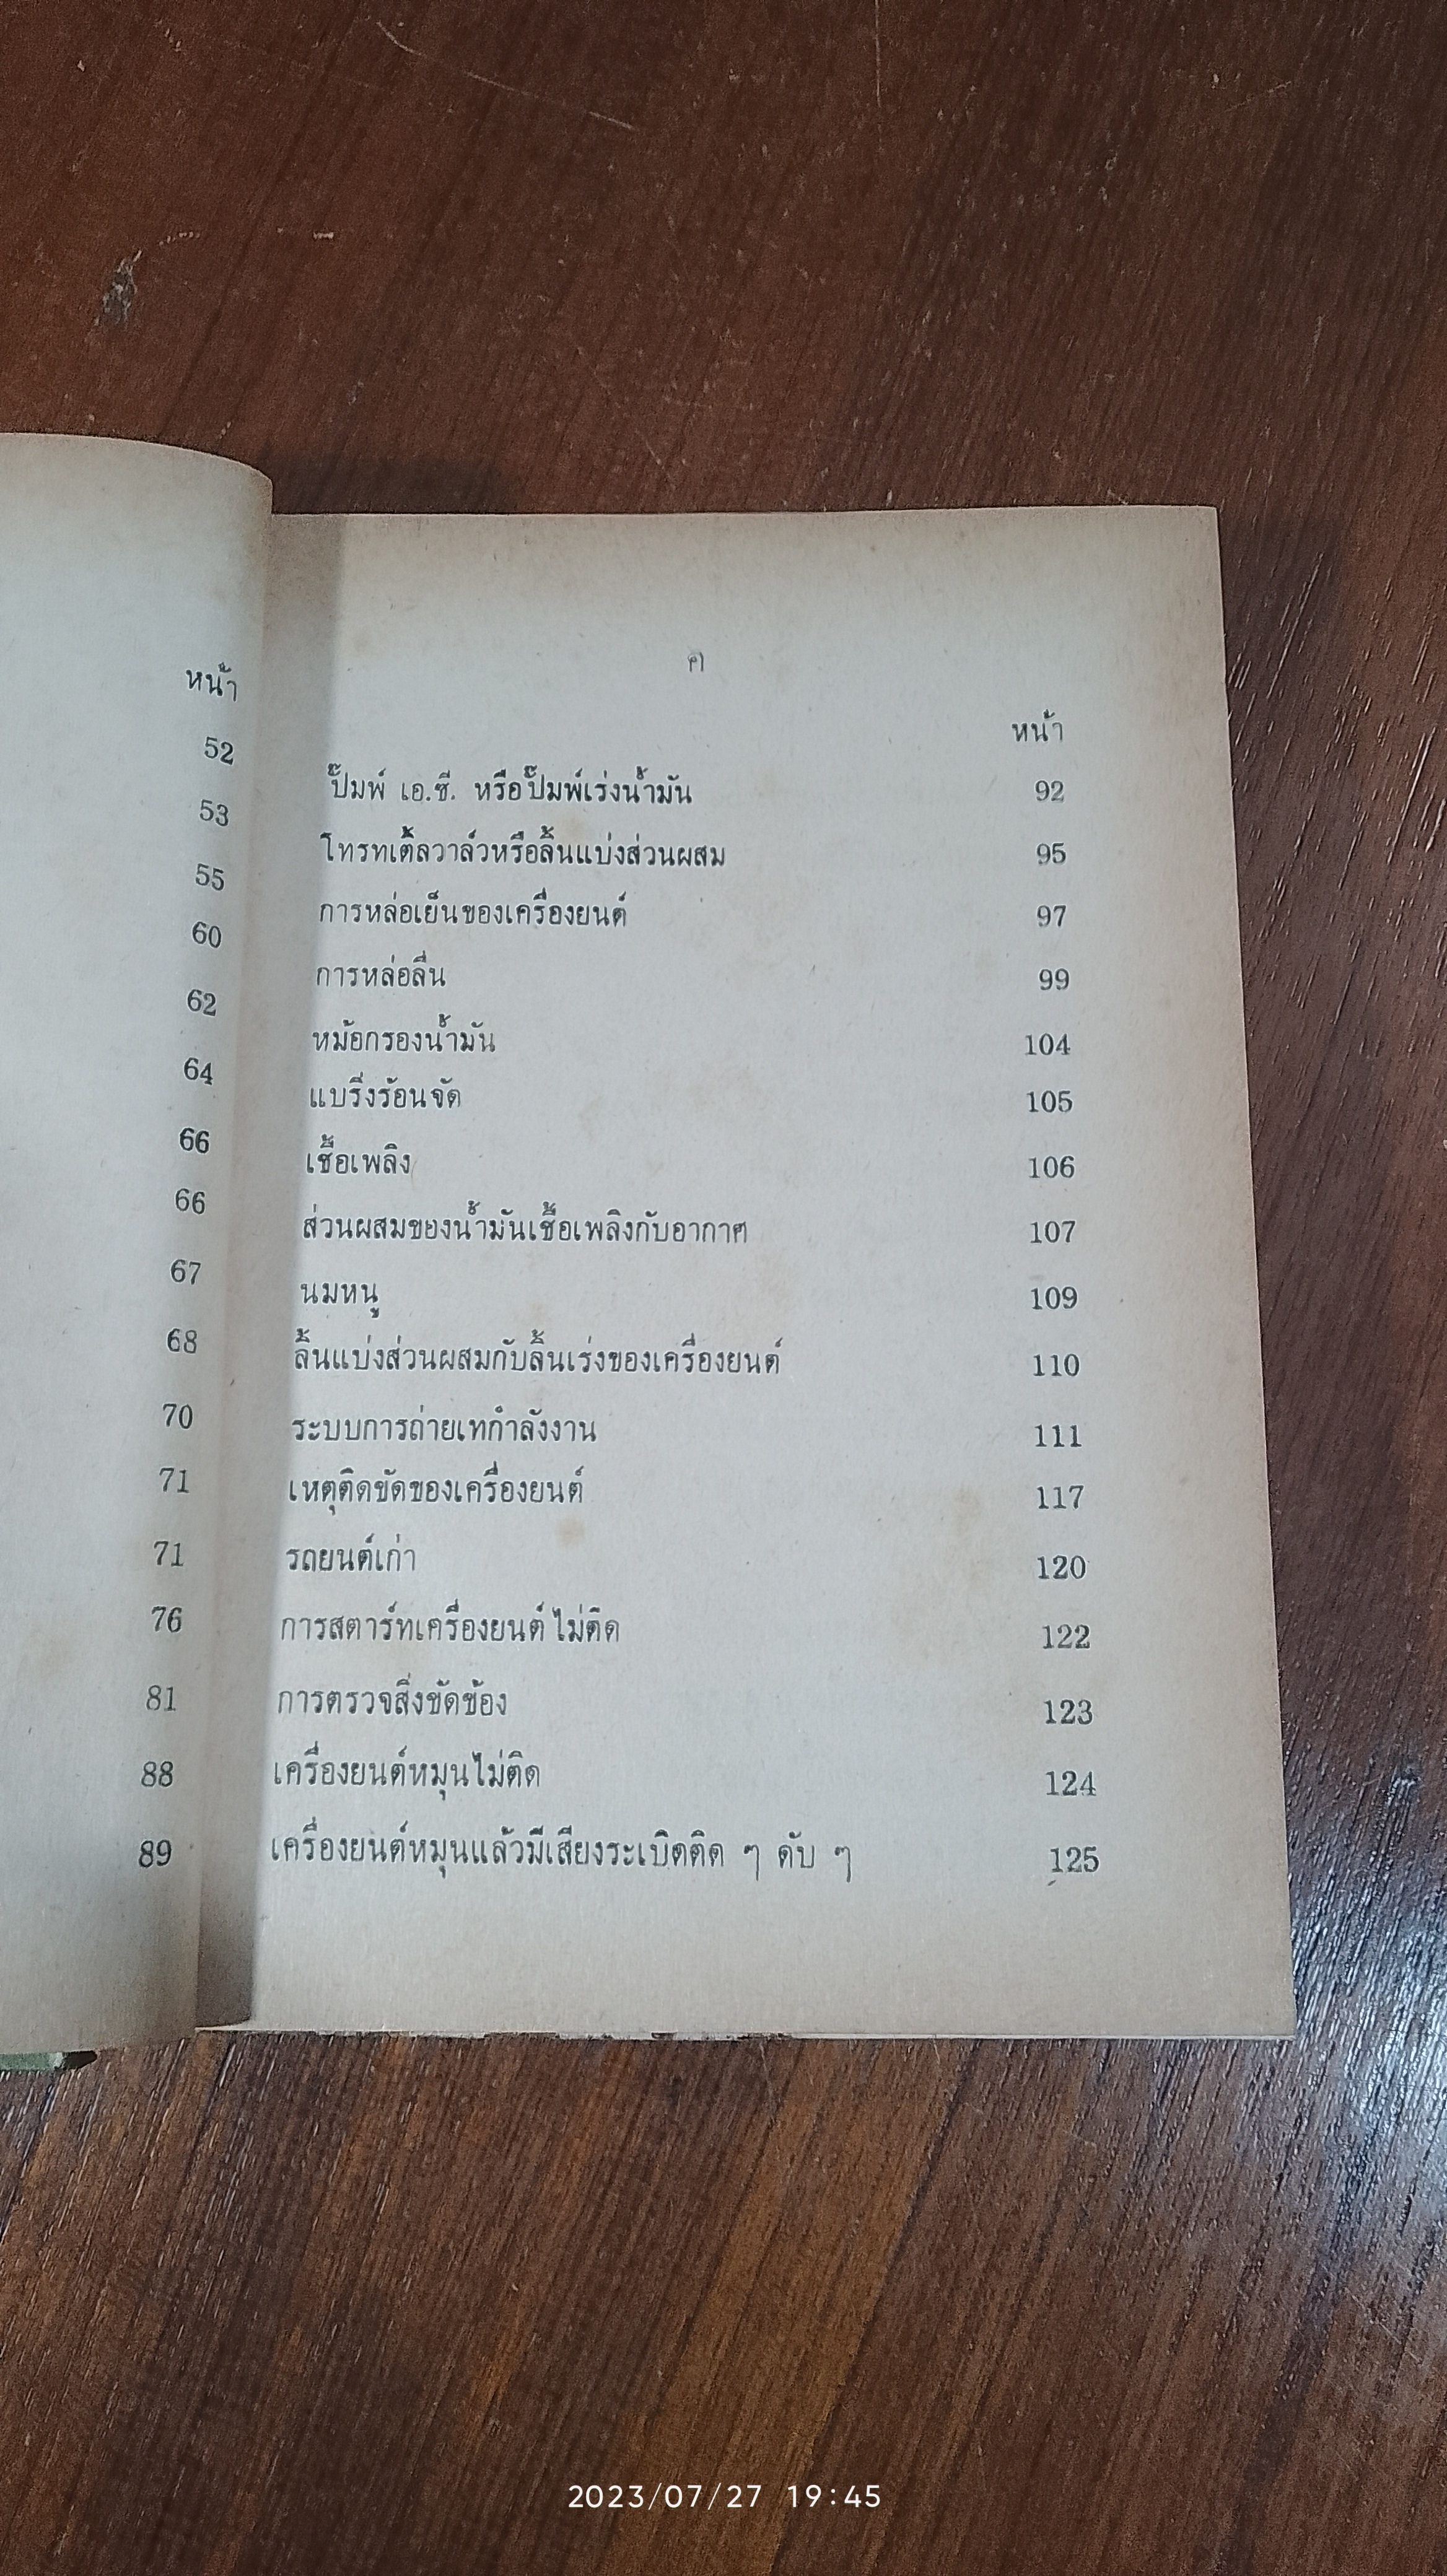 หน้า
52
53
55
60
62
64
66
66
67
68
70
71
71
76
81
88
89
ค
หน้า
ปั๊มพ์ เอ.ซี. หรือปั๊มพ์เร่งน้ำมัน 92
โทรทเติ้ลวาล์วหรือลิ้นแบ่งส่วนผสม 95
การหล่อเย็นของเครื่องยนต์ 97
การหล่อลื่น 99
หม้อกรองน้ำมัน 104
แบริ่งร้อนจัด 105
เชื้อเพลิง 106
ส่วนผสมของน้ำมันเชื้อเพลิงกับอากาศ 107
นมหนู 109
ลิ้นแบ่งส่วนผสมกับลิ้นเร่งของเครื่องยนต์ 110
ระบบการถ่ายเทกำลังงาน 111
เหตุติดขัดของเครื่องยนต์ 117
รถยนต์เก่า 120
การสตาร์ทเครื่องยนต์ไม่ติด 122
การตรวจสิ่งขัดข้อง 123
เครื่องยนต์หมุนไม่ติด 124
เครื่องยนต์หมุนแล้วมีเสียงระเบิดติด ๆ ดับ ๆ 125
2023/07/27 19:45